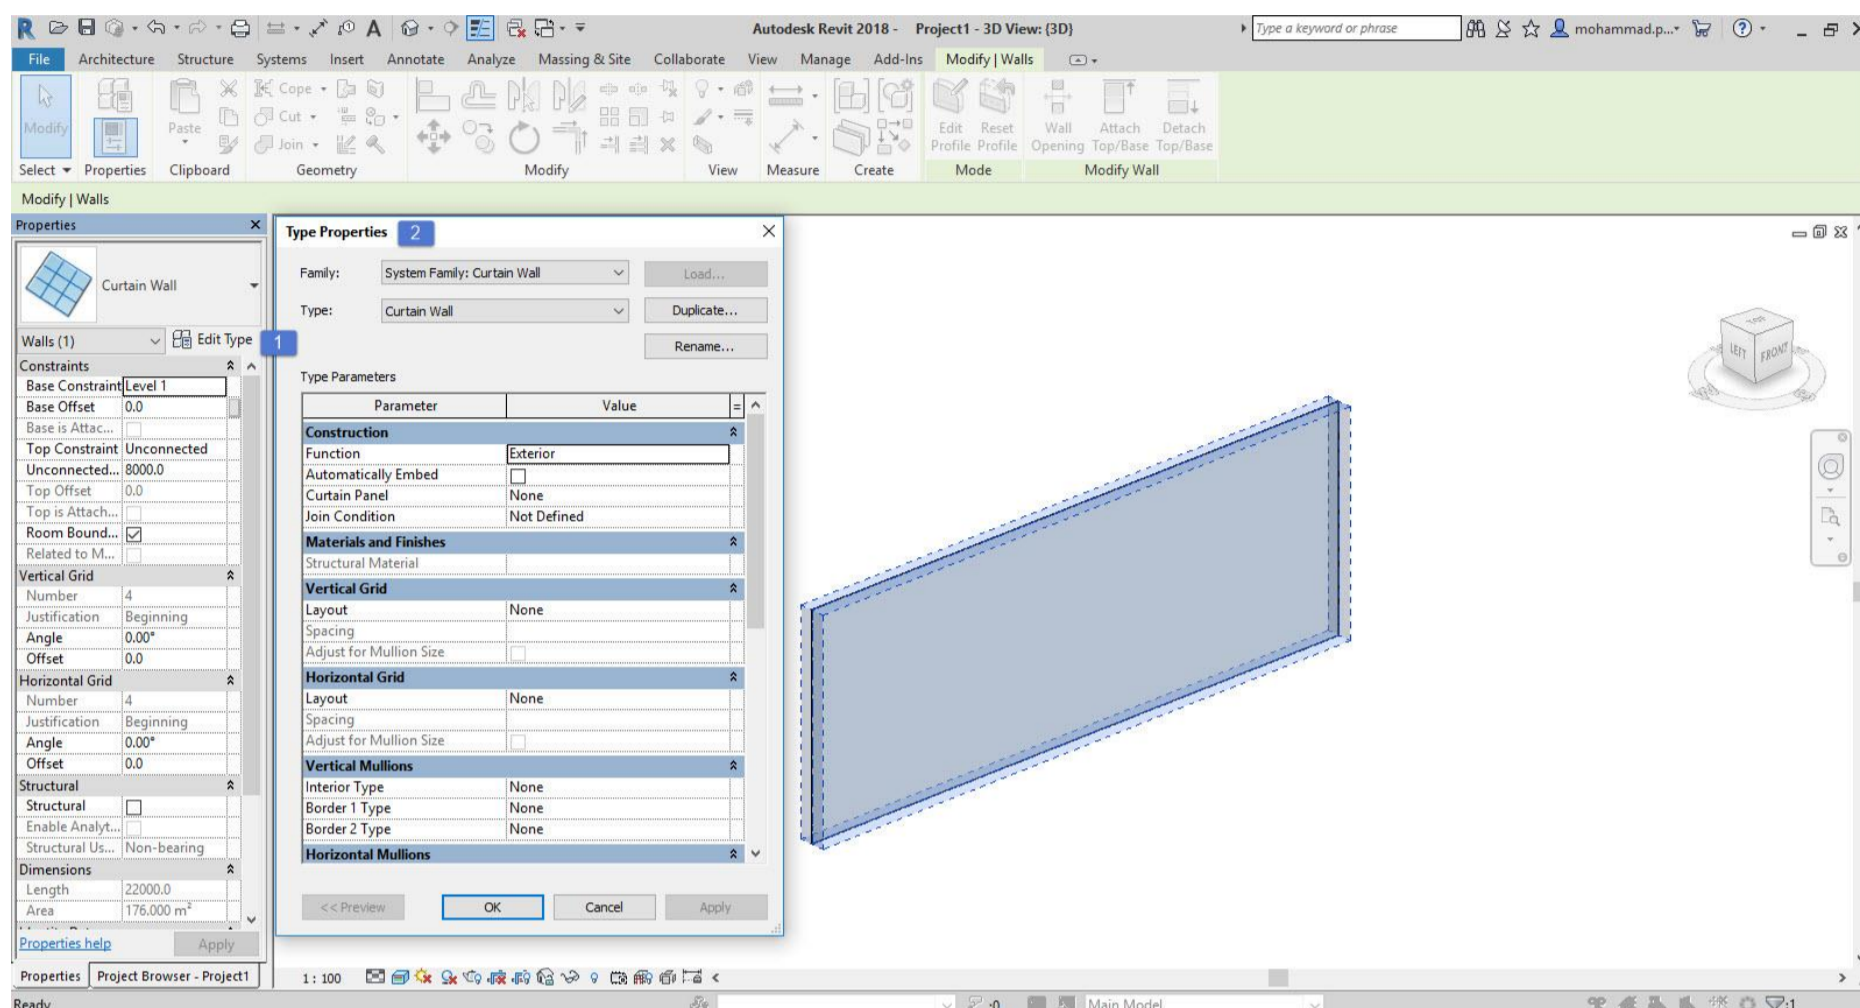 Autodesk Revit 2018 - Project1 - 3D View: {3D}
Type a keyword or phrase
mohammad.p...
File Architecture Structure Systems Insert Annotate Analyze Massing & Site Collaborate View Manage Add-Ins Modify | Walls
Modify
Paste
Cope
Cut
Join
Edit Profile
Reset Profile
Wall Opening
Attach Top/Base
Detach Top/Base
Select Properties Clipboard Geometry Modify View Measure Create Mode Modify Wall
Modify | Walls
Properties
Curtain Wall
Walls (1) Edit Type 1
Constraints
Base Constraint Level 1
Base Offset 0.0
Base is Attac...
Top Constraint Unconnected
Unconnected... 8000.0
Top Offset 0.0
Top is Attach...
Room Bound...
Related to M...
Vertical Grid
Number 4
Justification Beginning
Angle 0.00°
Offset 0.0
Horizontal Grid
Number 4
Justification Beginning
Angle 0.00°
Offset 0.0
Structural
Structural
Enable Analyt...
Structural Us... Non-bearing
Dimensions
Length 22000.0
Area 176.000 m²
Properties help Apply
Properties Project Browser - Project1
Type Properties 2
Family: System Family: Curtain Wall Load...
Type: Curtain Wall Duplicate...
Rename...
Type Parameters
Parameter Value =
Construction
Function Exterior
Automatically Embed
Curtain Panel None
Join Condition Not Defined
Materials and Finishes
Structural Material
Vertical Grid
Layout None
Spacing
Adjust for Mullion Size
Horizontal Grid
Layout None
Spacing
Adjust for Mullion Size
Vertical Mullions
Interior Type None
Border 1 Type None
Border 2 Type None
Horizontal Mullions
<< Preview OK Cancel Apply
TOP
LEFT FRONT
1 : 100
Ready :0 Main Model :1